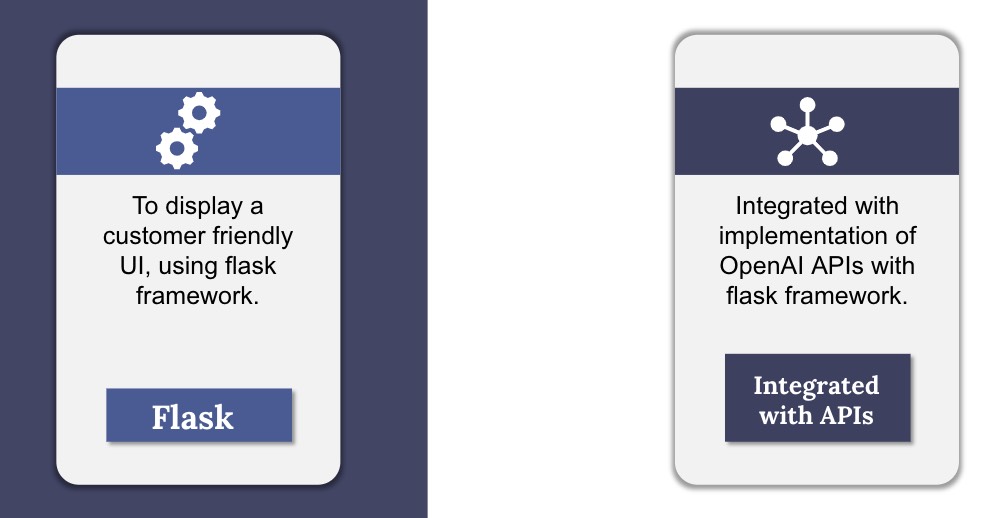 To display a
customer friendly
UI, using flask
framework.
Flask
Integrated with
implementation of
OpenAI APIs with
flask framework.
Integrated
with APIs